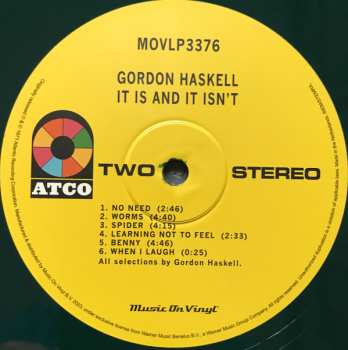 MOVLP3376
GORDON HASKELL
IT IS AND IT ISN'T
ATCO
TWO
STEREO
1. NO NEED (2:46)
2. WORMS (4:40)
3. SPIDER (4:15)
4. LEARNING NOT TO FEEL (2:33)
5. BENNY (4:46)
6. WHEN I LAUGH (0:25)
All selections by Gordon Haskell.
Music On Vinyl